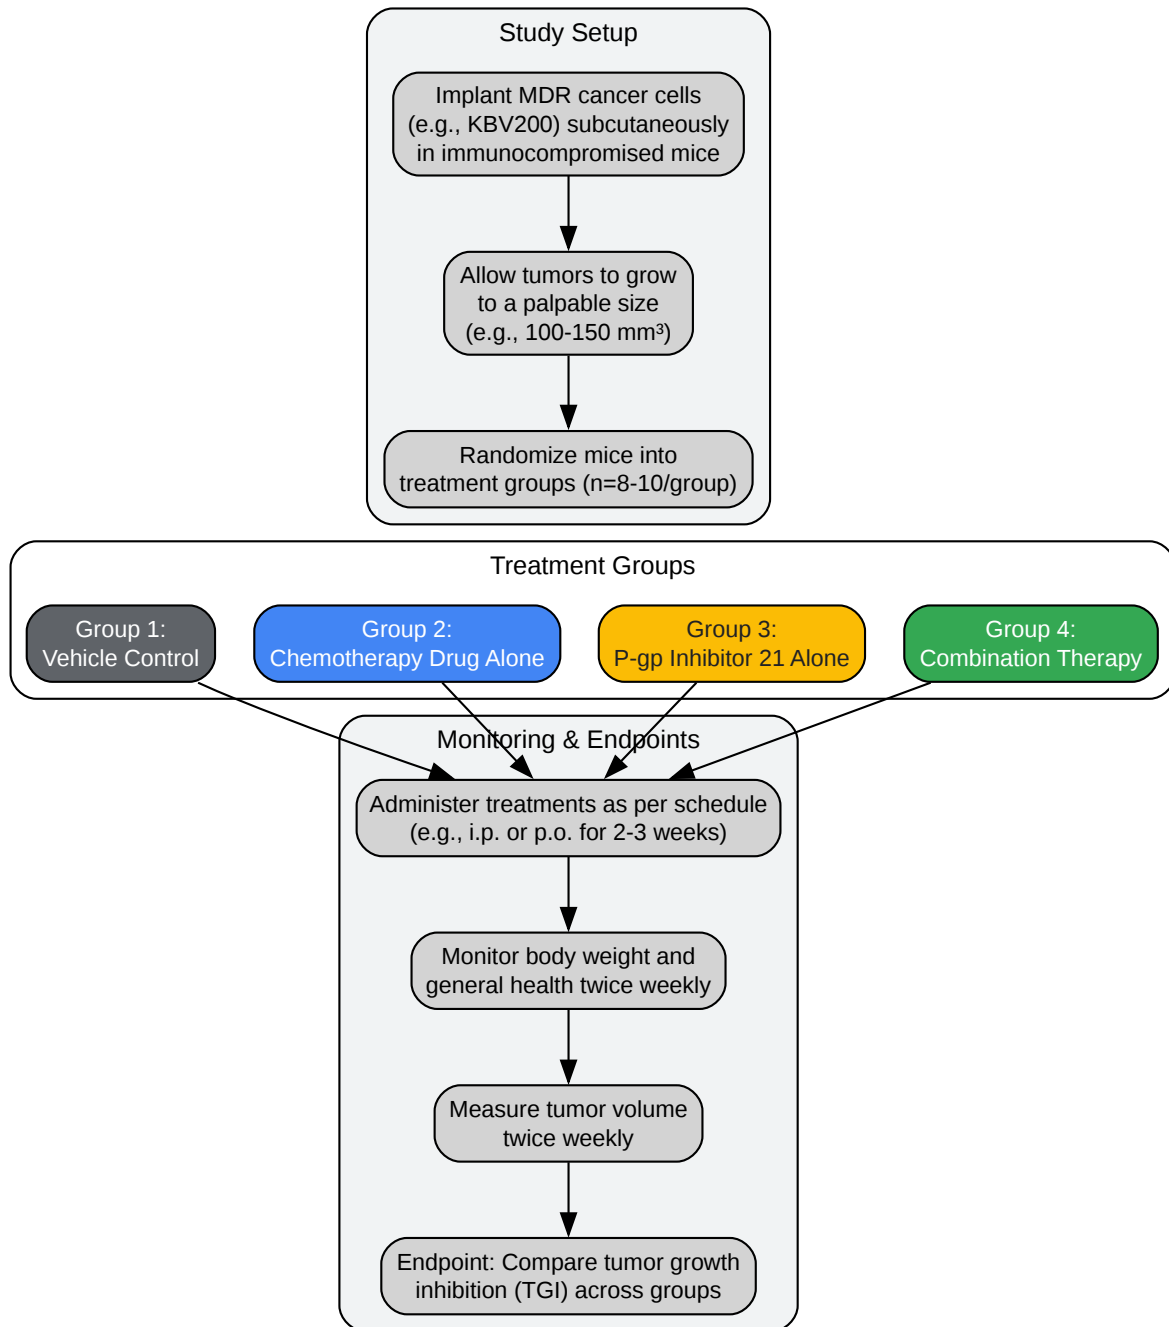 Study Setup
Implant MDR cancer cells
(e.g., KBV200) subcutaneously
in immunocompromised mice
Allow tumors to grow
to a palpable size
(e.g., 100-150 mm³)
Randomize mice into
treatment groups (n=8-10/group)
Treatment Groups
Group 1:
Vehicle Control
Group 2:
Chemotherapy Drug Alone
Group 3:
P-gp Inhibitor 21 Alone
Group 4:
Combination Therapy
Monitoring & Endpoints
Administer treatments as per schedule
(e.g., i.p. or p.o. for 2-3 weeks)
Monitor body weight and
general health twice weekly
Measure tumor volume
twice weekly
Endpoint: Compare tumor growth
inhibition (TGI) across groups